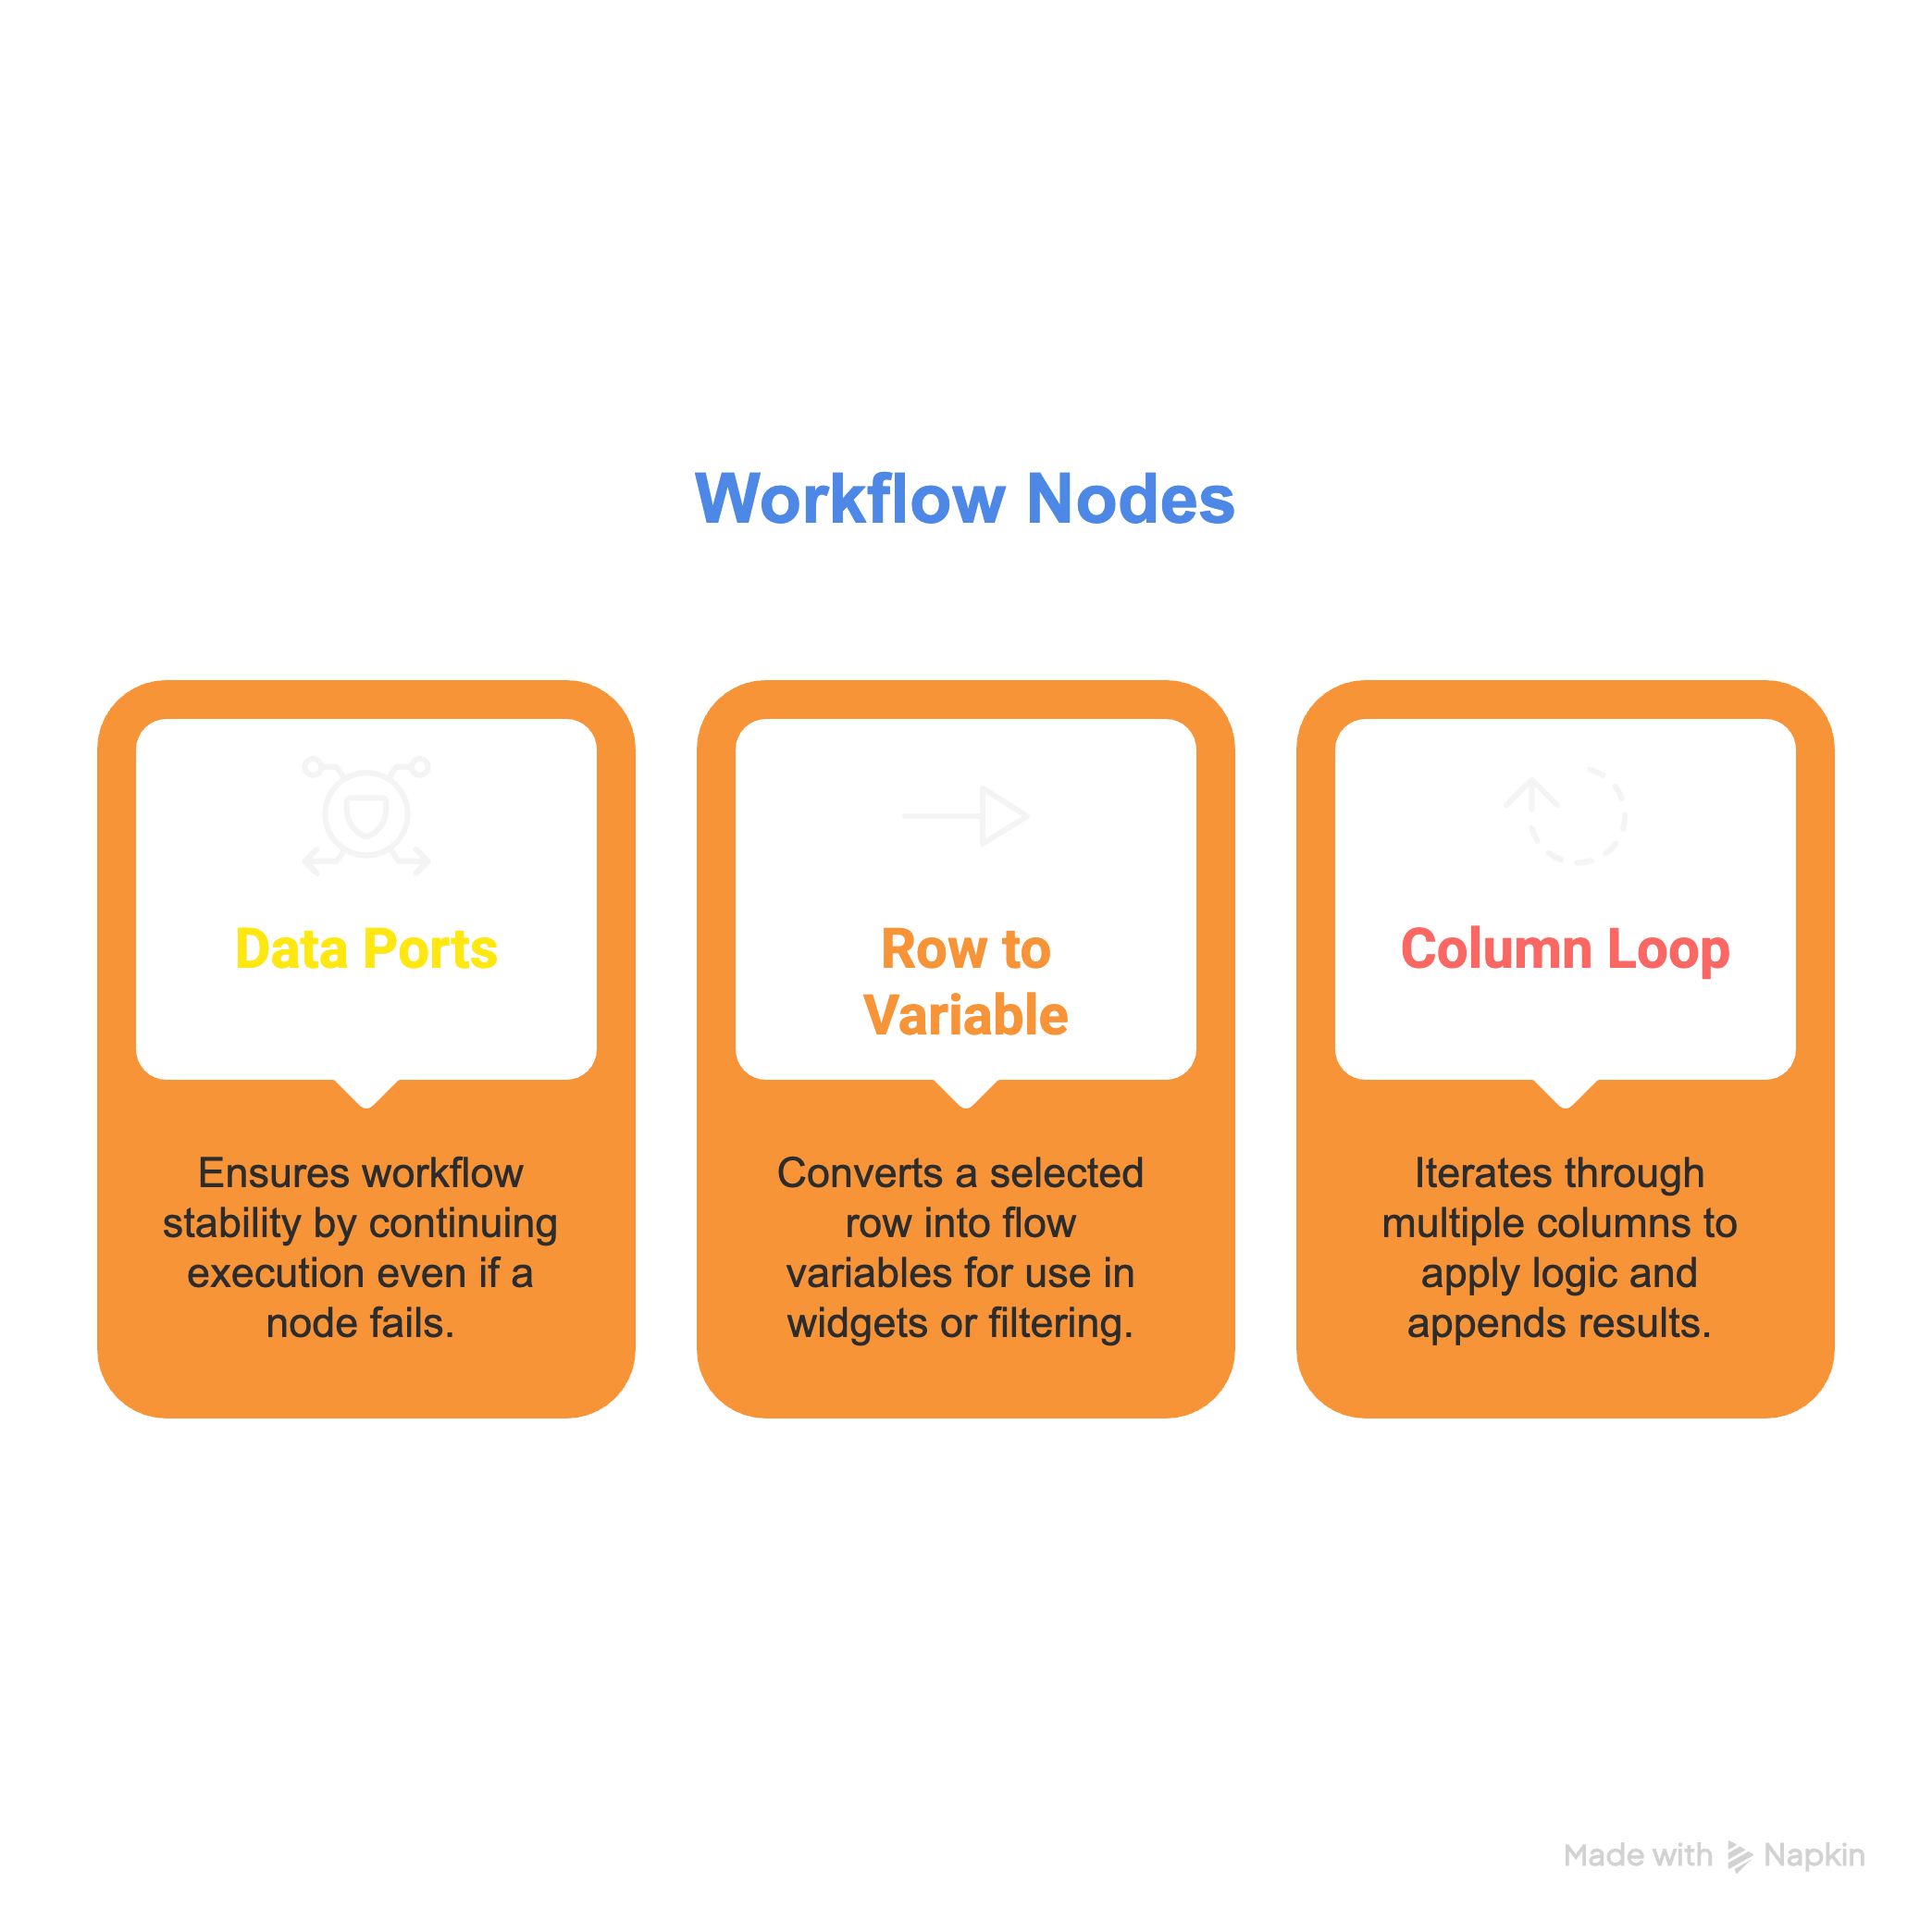 Workflow Nodes
Data Ports
Ensures workflow
stability by continuing
execution even if a
node fails.
Row to
Variable
Converts a selected
row into flow
variables for use in
widgets or filtering.
Column Loop
Iterates through
multiple columns to
apply logic and
appends results.
Made with Napkin